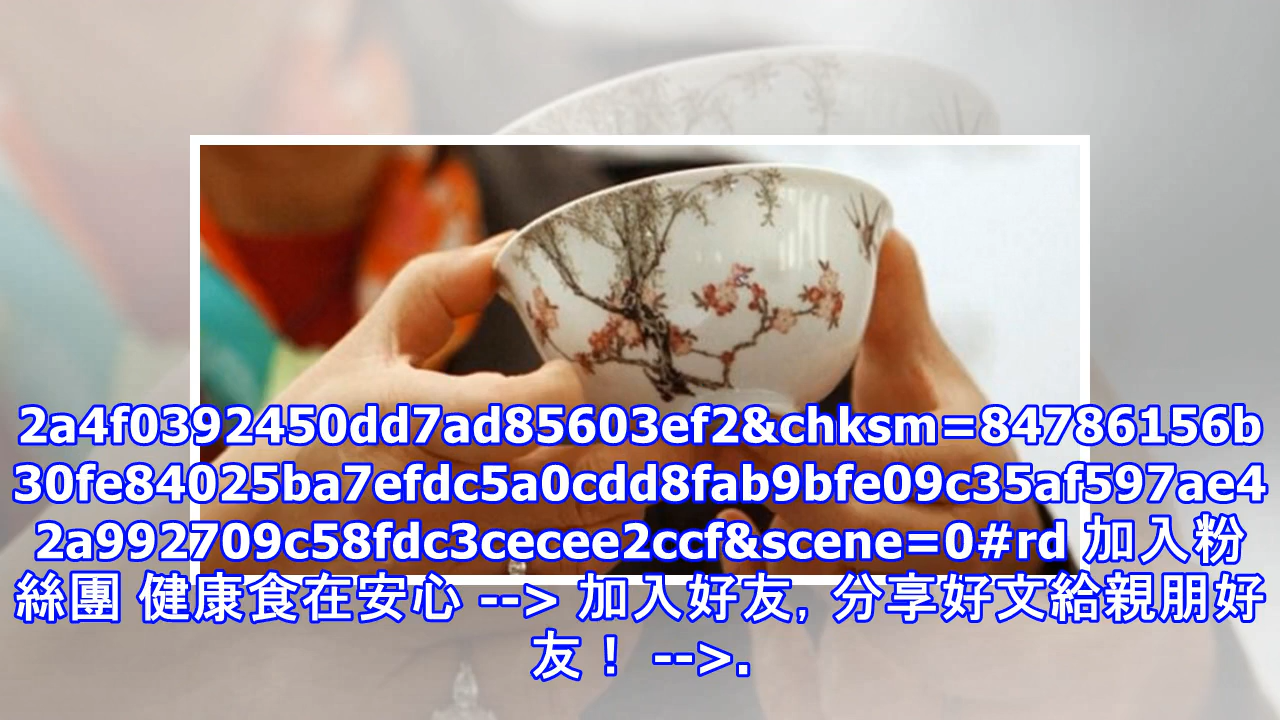 2a4f0392450dd7ad85603ef2&chksm=84786156b
30fe84025ba7efdc5a0cdd8fab9bfe09c35af597ae4
2a992709c58fdc3cecee2ccf&scene=0#rd 加入粉
絲團 健康食在安心 --> 加入好友, 分享好文給親朋好
友！ -->.